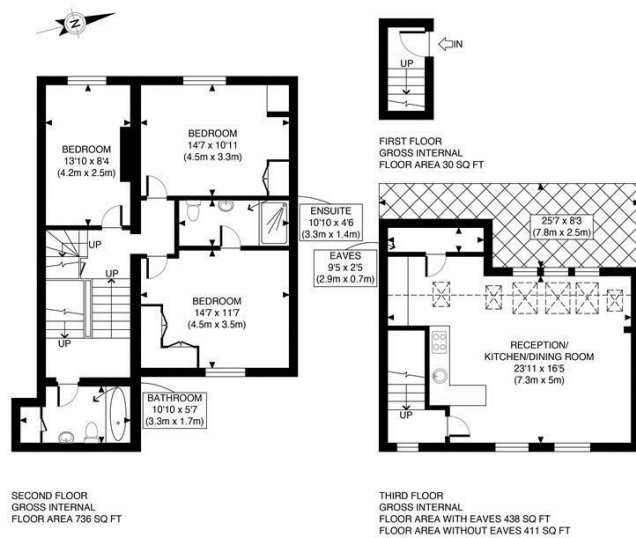 N
UP
IN
FIRST FLOOR
GROSS INTERNAL
FLOOR AREA 30 SQ FT
BEDROOM
13'10 x 8'4
(4.2m x 2.5m)
BEDROOM
14'7 x 10'11
(4.5m x 3.3m)
ENSUITE
10'10 x 4'6
(3.3m x 1.4m)
UP
UP
UP
BEDROOM
14'7 x 11'7
(4.5m x 3.5m)
BATHROOM
10'10 x 5'7
(3.3m x 1.7m)
SECOND FLOOR
GROSS INTERNAL
FLOOR AREA 736 SQ FT
25'7 x 8'3
(7.8m x 2.5m)
EAVES
9'5 x 2'5
(2.9m x 0.7m)
RECEPTION/
KITCHEN/DINING ROOM
23'11 x 16'5
(7.3m x 5m)
UP
THIRD FLOOR
GROSS INTERNAL
FLOOR AREA WITH EAVES 438 SQ FT
FLOOR AREA WITHOUT EAVES 411 SQ FT